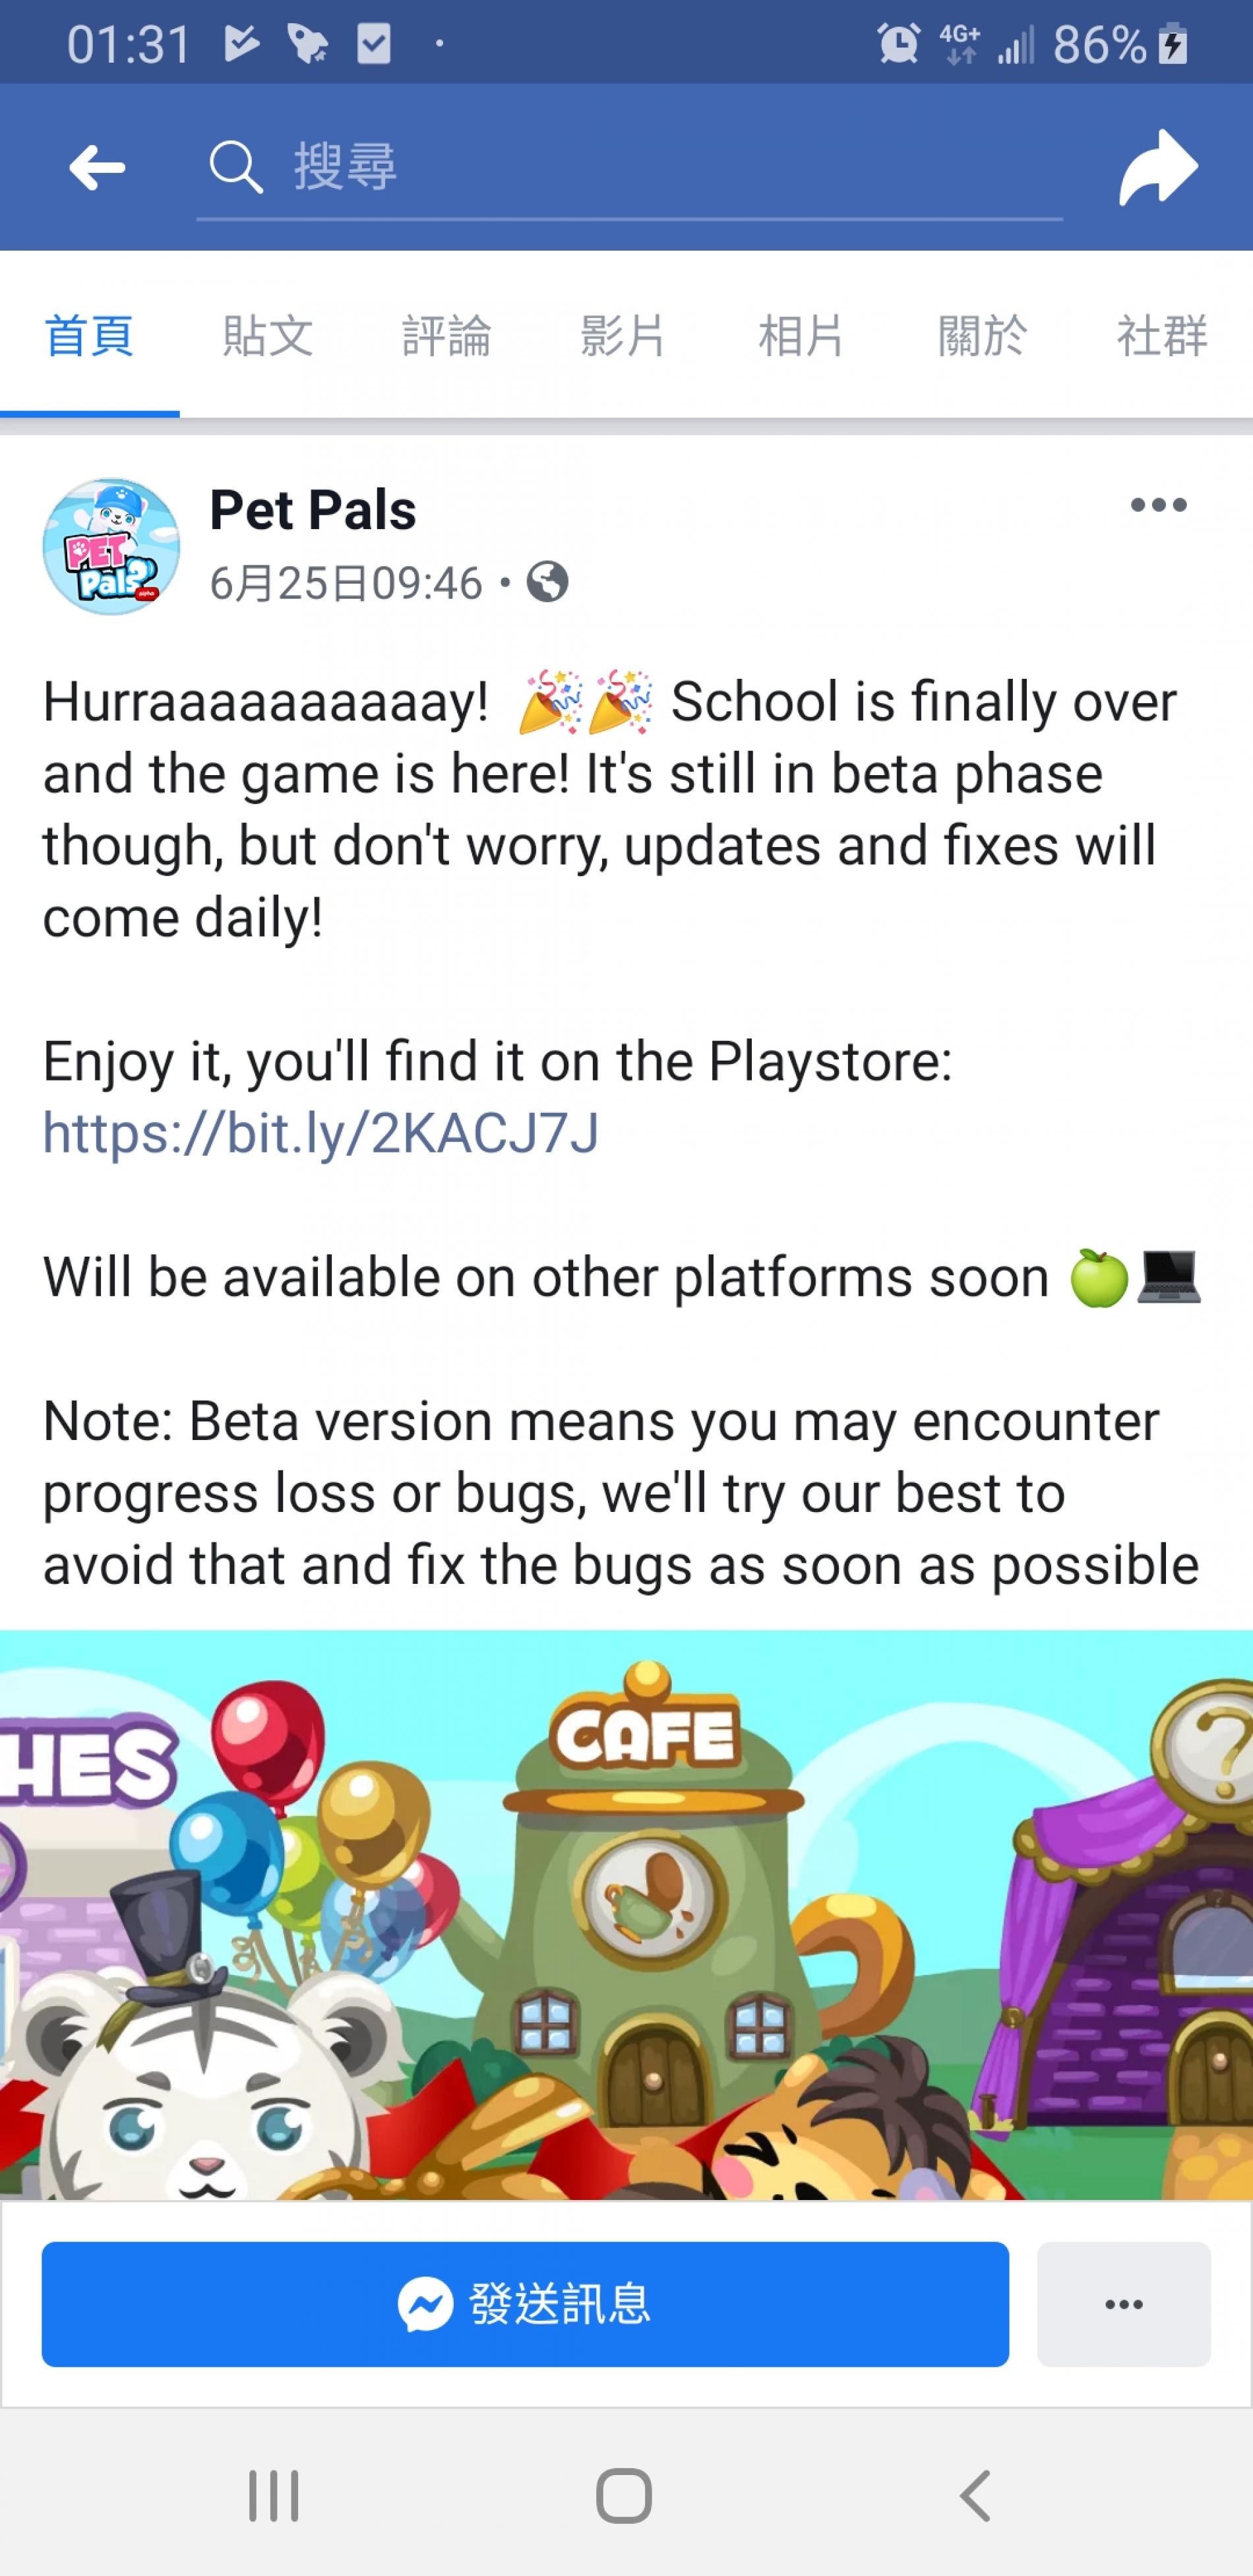 01:31
4G+ 86%
搜尋
首頁 貼文 評論 影片 相片 關於 社群
PET
Pals
alpha
Pet Pals
6月25日09:46 •
Hurraaaaaaaaaay! 🎉🎉 School is finally over
and the game is here! It's still in beta phase
though, but don't worry, updates and fixes will
come daily!
Enjoy it, you'll find it on the Playstore:
https://bit.ly/2KACJ7J
Will be available on other platforms soon 🍏💻
Note: Beta version means you may encounter
progress loss or bugs, we'll try our best to
avoid that and fix the bugs as soon as possible
HES
CAFE
?
發送訊息